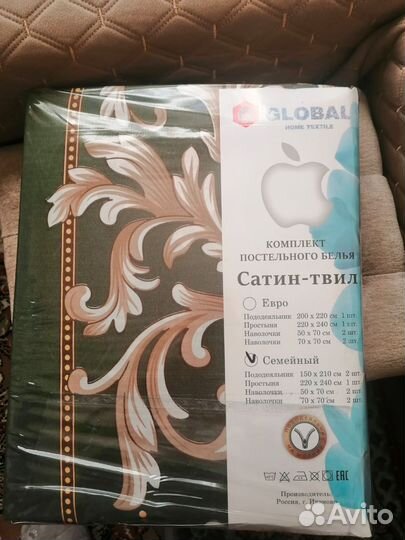 GLOBAL
HOME TEXTILE
КОМПЛЕКТ
ПОСТЕЛЬНОГО БЕЛЬЯ
Сатин-твил
Евро
Пододеяльник 200 x 220 см 1 шт.
Простыня 220 x 240 см 1 шт.
Наволочки 50 x 70 см 2 шт.
Наволочки 70 x 70 см 2 шт.
Семейный
Пододеяльник 150 x 210 см 2 шт.
Простыня 220 x 240 см 1 шт.
Наволочки 50 x 70 см 2 шт.
Наволочки 70 x 70 см 2 шт.
EAC
Производитель:
Россия, г. Иваново
Avito